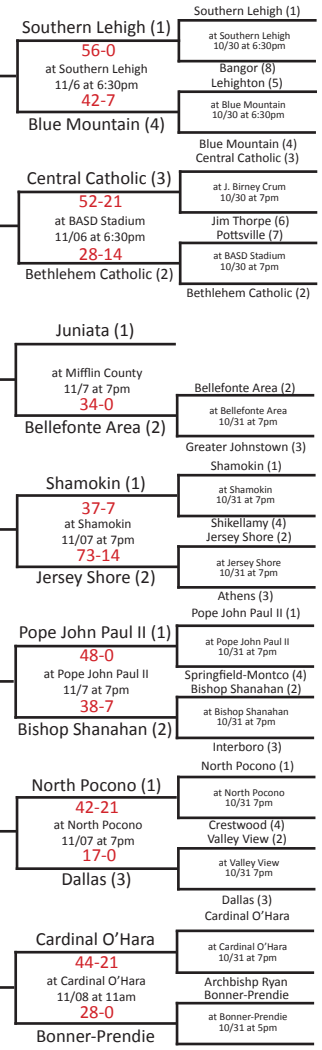 Southern Lehigh (1)
Southern Lehigh (1)
56-0
at Southern Lehigh
11/6 at 6:30pm
42-7
Blue Mountain (4)
at Southern Lehigh
10/30 at 6:30pm
Bangor (8)
Lehighton (5)
at Blue Mountain
10/30 at 6:30pm
Blue Mountain (4)
Central Catholic (3)
Central Catholic (3)
52-21
at BASD Stadium
11/06 at 6:30pm
28-14
Bethlehem Catholic (2)
at J. Birney Crum
10/30 at 7pm
Jim Thorpe (6)
Pottsville (7)
at BASD Stadium
10/30 at 7pm
Bethlehem Catholic (2)
Juniata (1)
at Mifflin County
11/7 at 7pm
34-0
Bellefonte Area (2)
Bellefonte Area (2)
at Bellefonte Area
10/31 at 7pm
Greater Johnstown (3)
Shamokin (1)
Shamokin (1)
37-7
at Shamokin
11/07 at 7pm
73-14
Jersey Shore (2)
at Shamokin
10/31 at 7pm
Shikellamy (4)
Jersey Shore (2)
at Jersey Shore
10/31 at 7pm
Athens (3)
Pope John Paul II (1)
Pope John Paul II (1)
48-0
at Pope John Paul II
11/7 at 7pm
38-7
Bishop Shanahan (2)
at Pope John Paul II
10/31 at 7pm
Springfield-Montco (4)
Bishop Shanahan (2)
at Bishop Shanahan
10/31 at 7pm
Interboro (3)
North Pocono (1)
North Pocono (1)
42-21
at North Pocono
11/07 at 7pm
17-0
Dallas (3)
at North Pocono
10/31 7pm
Crestwood (4)
Valley View (2)
at Valley View
10/31 7pm
Dallas (3)
Cardinal O’Hara
Cardinal O’Hara
44-21
at Cardinal O’Hara
11/08 at 11am
28-0
Bonner-Prendie
at Cardinal O’Hara
10/31 at 7pm
Archbishp Ryan
Bonner-Prendie
at Bonner-Prendie
10/31 at 5pm